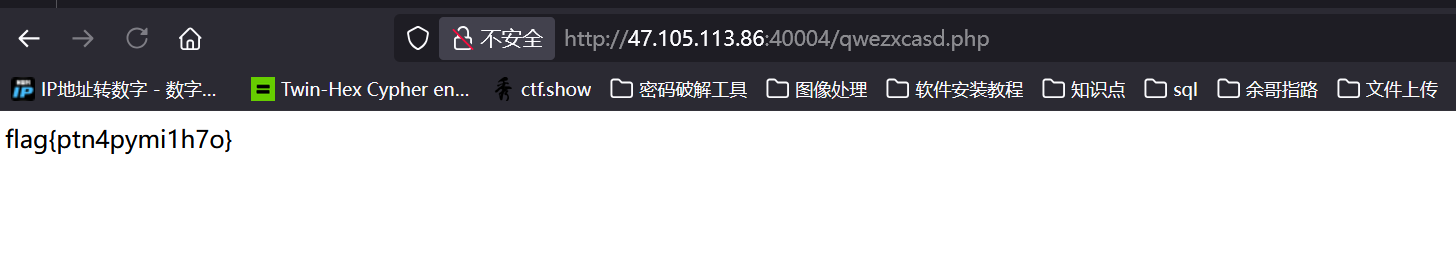 不安全 http://47.105.113.86:40004/qwezxcasd.php
IP IP地址转数字 - 数字... Twin-Hex Cypher en... ctf.show 密码破解工具 图像处理 软件安装教程 知识点 sql 余哥指路 文件上传
flag{ptn4pymi1h7o}